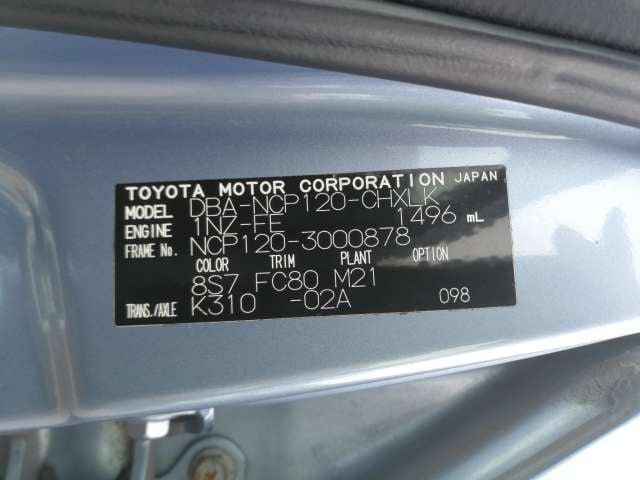 TOYOTA MOTOR CORPORATION JAPAN
MODEL DBA-NCP120-CHXLK
ENGINE 1NZ-FE 1496 mL
FRAME No. NCP120-3000878
COLOR TRIM PLANT OPTION
8S7 FC80 M21
TRANS./AXLE K310 -02A 098